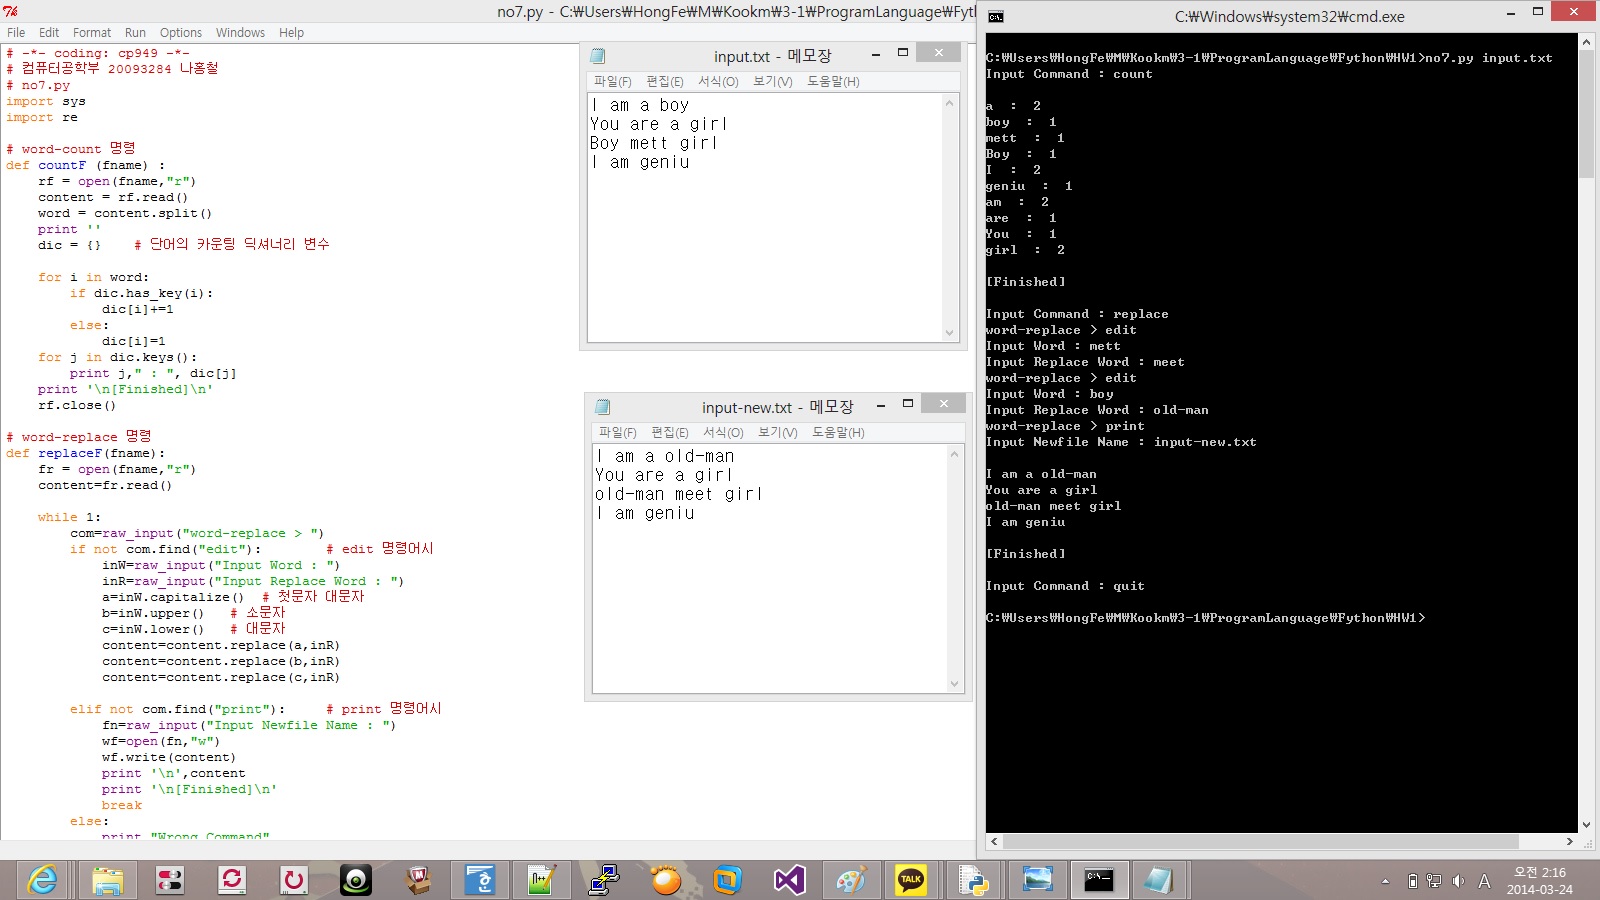 no7.py - C:\Users\HongFe\M\Kookm\3-1\ProgramLanguage\Fyth
File Edit Format Run Options Windows Help
# -*- coding: cp949 -*-
# 컴퓨터공학부 20093284 나홍철
# no7.py
import sys
import re
# word-count 명령
def countF (fname) :
rf = open(fname,"r")
content = rf.read()
word = content.split()
print ''
dic = {} # 단어의 카운팅 딕셔너리 변수
for i in word:
if dic.has_key(i):
dic[i]+=1
else:
dic[i]=1
for j in dic.keys():
print j," : ", dic[j]
print '\n[Finished]\n'
rf.close()
# word-replace 명령
def replaceF(fname):
fr = open(fname,"r")
content=fr.read()
while 1:
com=raw_input("word-replace > ")
if not com.find("edit"): # edit 명령어시
inW=raw_input("Input Word : ")
inR=raw_input("Input Replace Word : ")
a=inW.capitalize() # 첫문자 대문자
b=inW.upper() # 소문자
c=inW.lower() # 대문자
content=content.replace(a,inR)
content=content.replace(b,inR)
content=content.replace(c,inR)
elif not com.find("print"): # print 명령어시
fn=raw_input("Input Newfile Name : ")
wf=open(fn,"w")
wf.write(content)
print '\n',content
print '\n[Finished]\n'
break
else:
print "Wrong Command"
input.txt - 메모장
파일(F) 편집(E) 서식(O) 보기(V) 도움말(H)
I am a boy
You are a girl
Boy mett girl
I am geniu
input-new.txt - 메모장
파일(F) 편집(E) 서식(O) 보기(V) 도움말(H)
I am a old-man
You are a girl
old-man meet girl
I am geniu
C:\Windows\system32\cmd.exe
C:\Users\HongFe\M\Kookm\3-1\ProgramLanguage\Fython\HW1>no7.py input.txt
Input Command : count
a : 2
boy : 1
mett : 1
Boy : 1
I : 2
geniu : 1
am : 2
are : 1
You : 1
girl : 2
[Finished]
Input Command : replace
word-replace > edit
Input Word : mett
Input Replace Word : meet
word-replace > edit
Input Word : boy
Input Replace Word : old-man
word-replace > print
Input Newfile Name : input-new.txt
I am a old-man
You are a girl
old-man meet girl
I am geniu
[Finished]
Input Command : quit
C:\Users\HongFe\M\Kookm\3-1\ProgramLanguage\Fython\HW1>
TALK
A
오전 2:16
2014-03-24